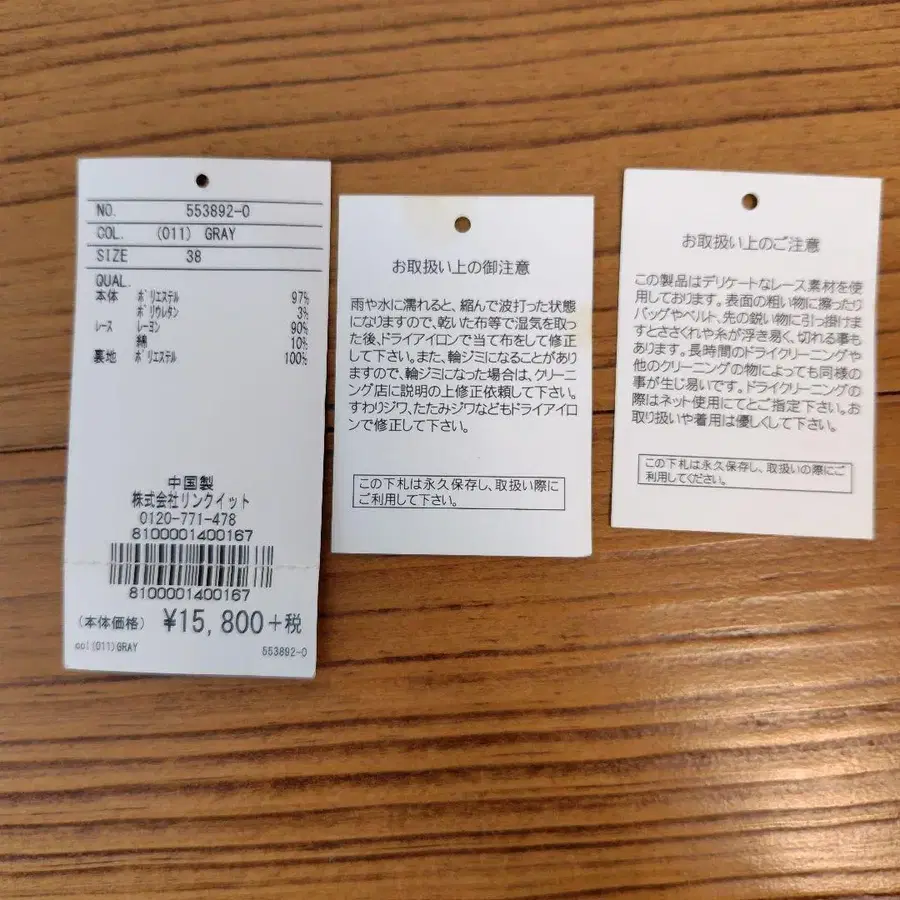 NO. 553892-0
COL. (011) GRAY
SIZE 38
QUAL.
本体 ポリエステル 97%
ポリウレタン 3%
レース レーヨン 90%
綿 10%
裏地 ポリエステル 100%
中国製
株式会社リンクイット
0120-771-478
8100001400167
8100001400167
(本体価格) ¥15,800+税
col(011)GRAY 553892-0
お取扱い上の御注意
雨や水に濡れると、縮んで波打った状態
になりますので、乾いた布等で湿気を取っ
た後、ドライアイロンで当て布をして修正
して下さい。また、輪ジミになることがあり
ますので、輪ジミになった場合は、クリーニ
ング店に説明の上修正依頼して下さい。
すわりジワ、たたみジワなどもドライアイロ
ンで修正して下さい。
この下札は永久保存し、取扱い際にご
利用して下さい。
お取扱い上のご注意
この製品はデリケートなレース素材を使
用しております。表面の粗い物に擦ったり
バッグやベルト、先の鋭い物に引っ掛けま
すとささくれや糸が浮き易く、切れる事も
あります。長時間のドライクリーニングや
他のクリーニングの物によっても同様の
事が生じ易いです。ドライクリーニングの
際はネット使用にてとご指定下さい。お
取り扱いや着用は優しくして下さい。
この下札は永久保存し、取扱いの際にご
利用してください。